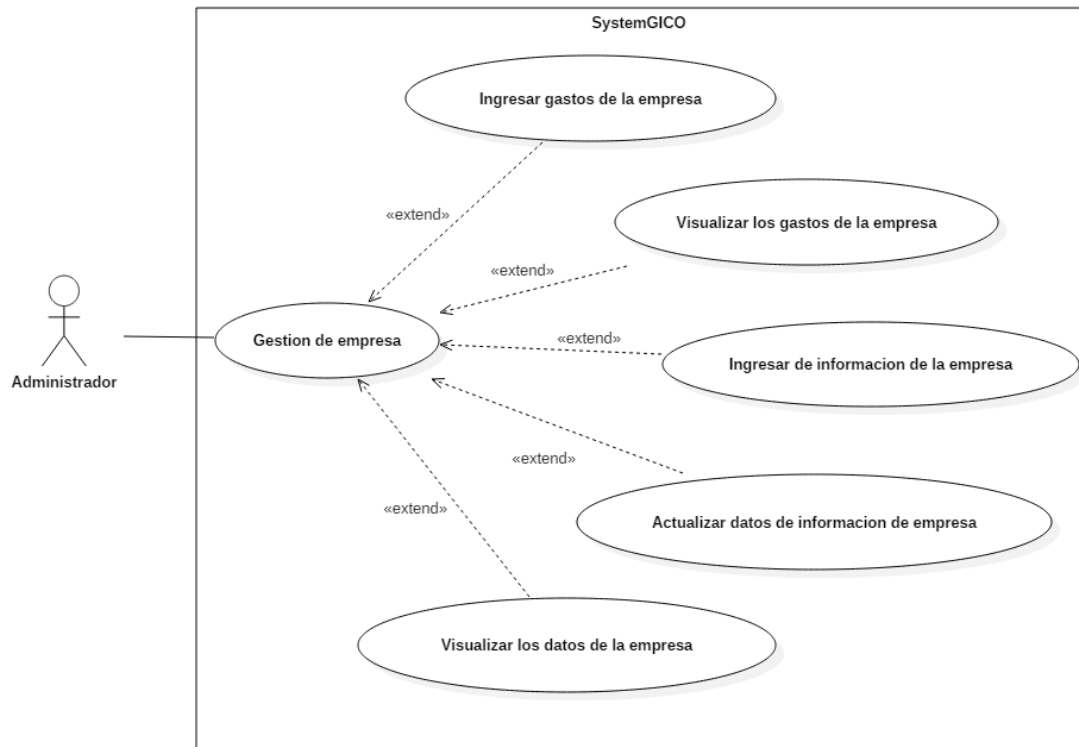 SystemGICO
Ingresar gastos de la empresa
«extend»
Visualizar los gastos de la empresa
«extend»
«extend»
Gestion de empresa
Ingresar de informacion de la empresa
Administrador
«extend»
Actualizar datos de informacion de empresa
«extend»
Visualizar los datos de la empresa